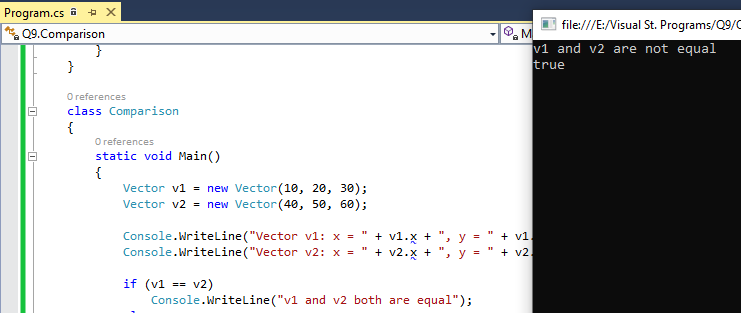 Program.cs
file:///E:/Visual St. Programs/Q9/
Q9.Comparison
M
v1 and v2 are not equal
true
}
}
0 references
class Comparison
{
0 references
static void Main()
{
Vector v1 = new Vector(10, 20, 30);
Vector v2 = new Vector(40, 50, 60);
Console.WriteLine("Vector v1: x = " + v1.x + ", y = " + v1.
Console.WriteLine("Vector v2: x = " + v2.x + ", y = " + v2.
if (v1 == v2)
Console.WriteLine("v1 and v2 both are equal");